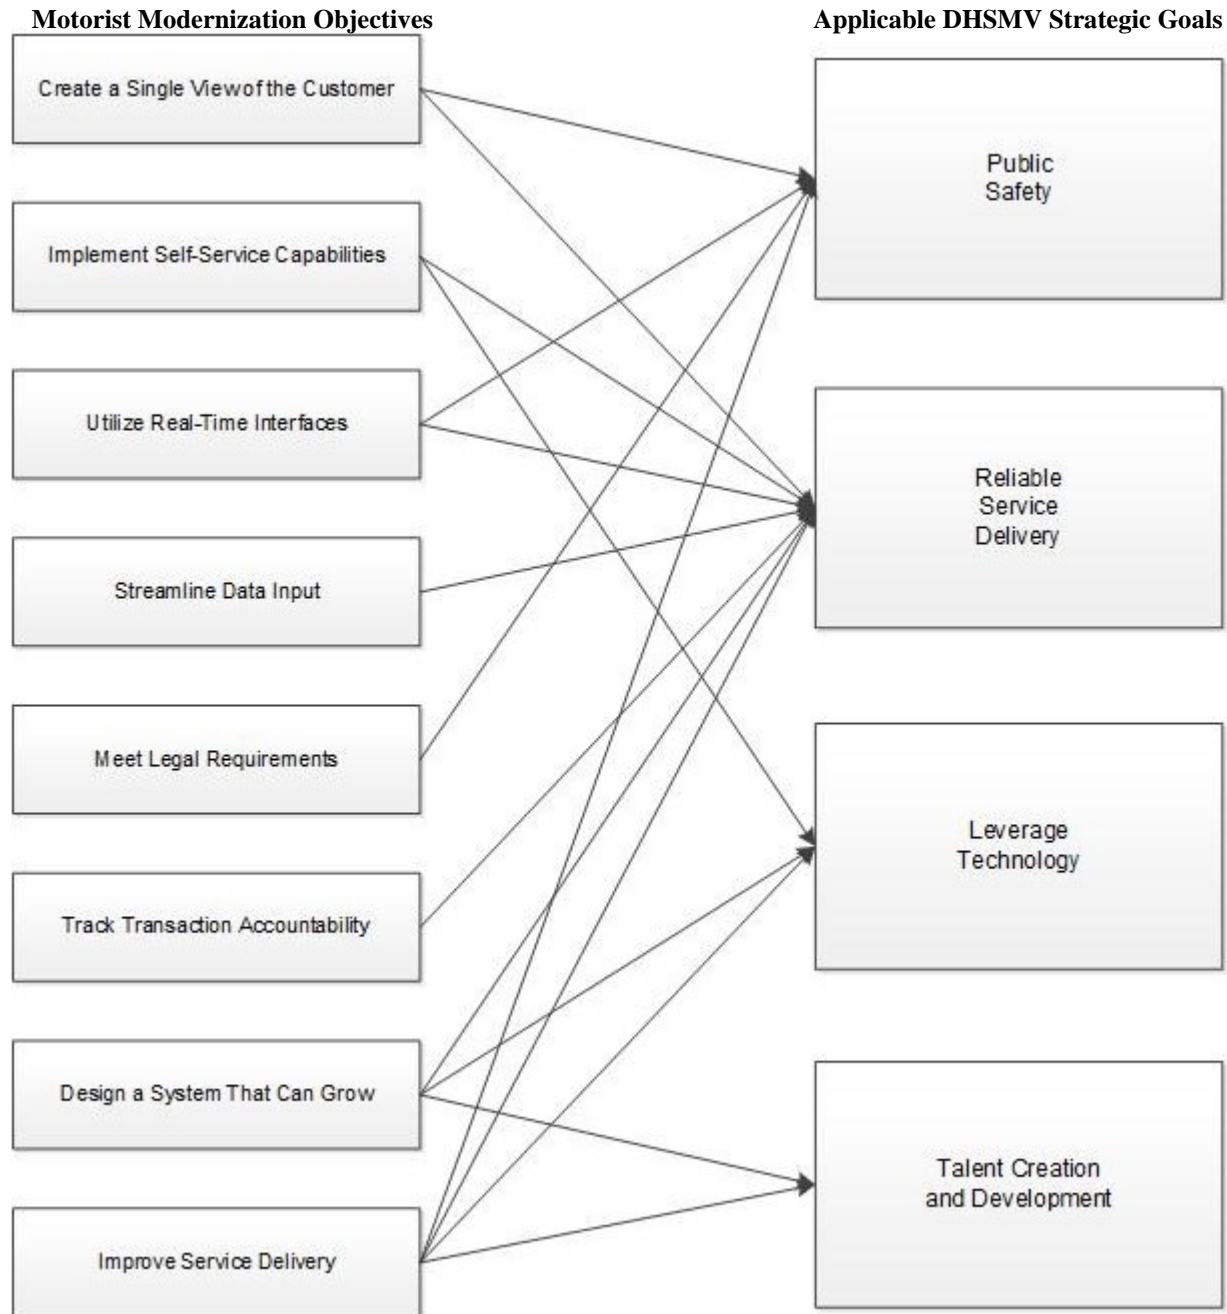 Motorist Modernization Objectives
Applicable DHSMV Strategic Goals
Create a Single View of the Customer
Implement Self-Service Capabilities
Utilize Real-Time Interfaces
Streamline Data Input
Meet Legal Requirements
Track Transaction Accountability
Design a System That Can Grow
Improve Service Delivery
Public
Safety
Reliable
Service
Delivery
Leverage
Technology
Talent Creation
and Development